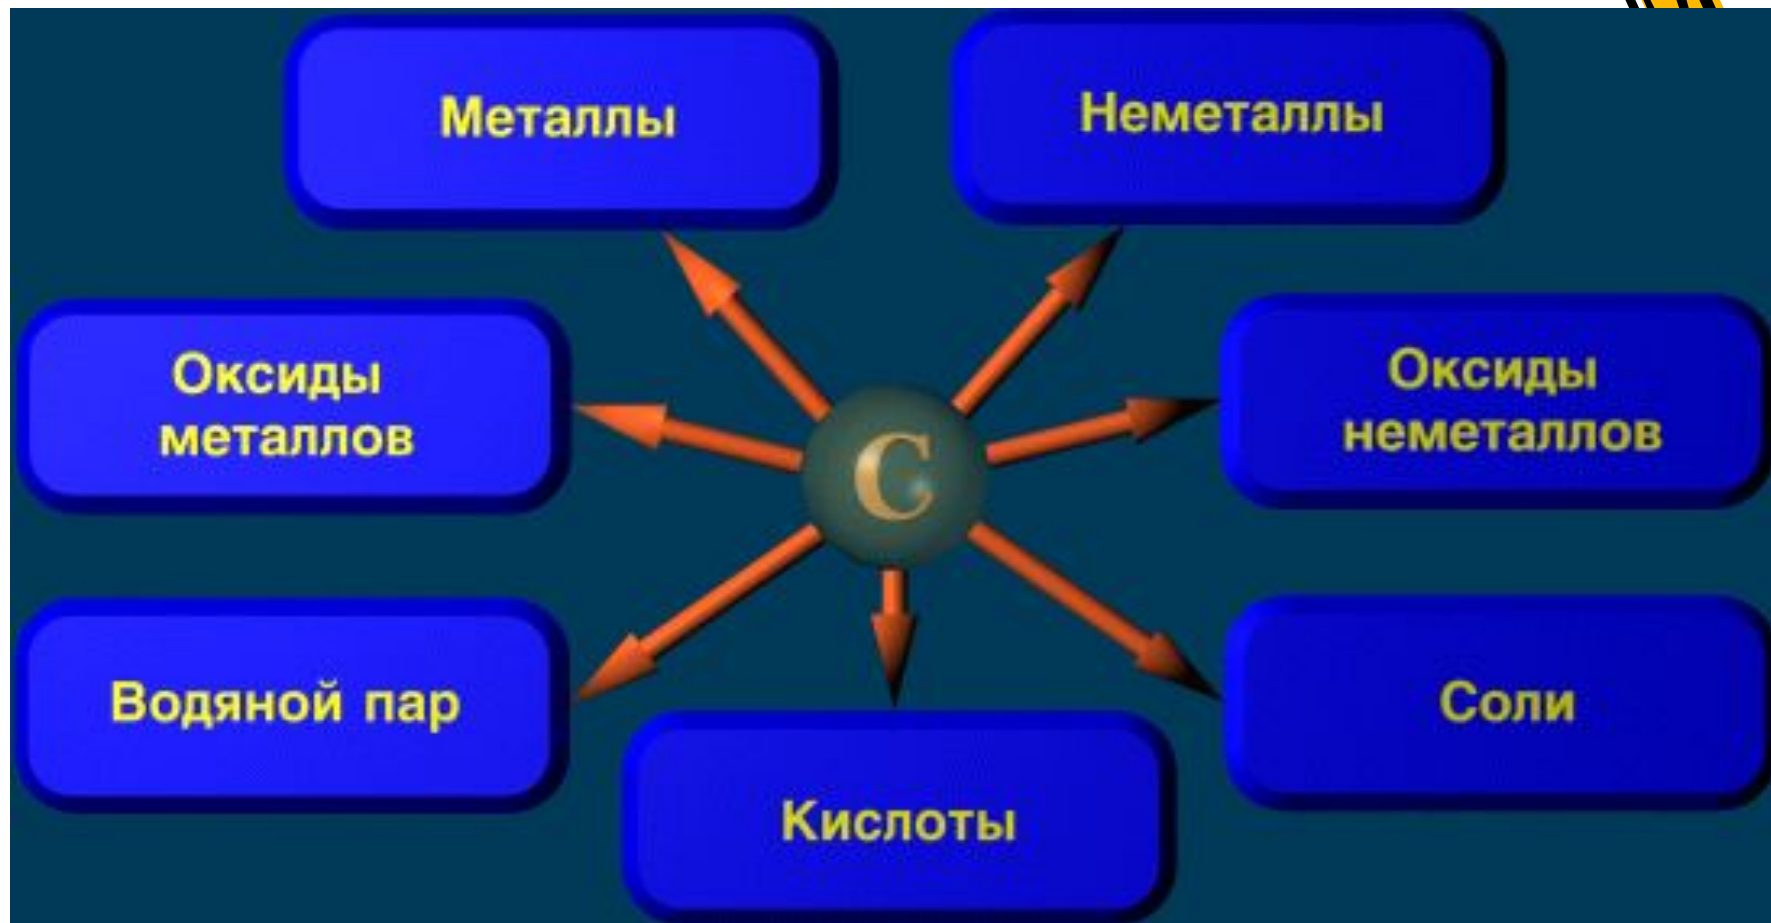 Металлы
Неметаллы
Оксиды
металлов
Оксиды
неметаллов
С
Водяной пар
Соли
Кислоты